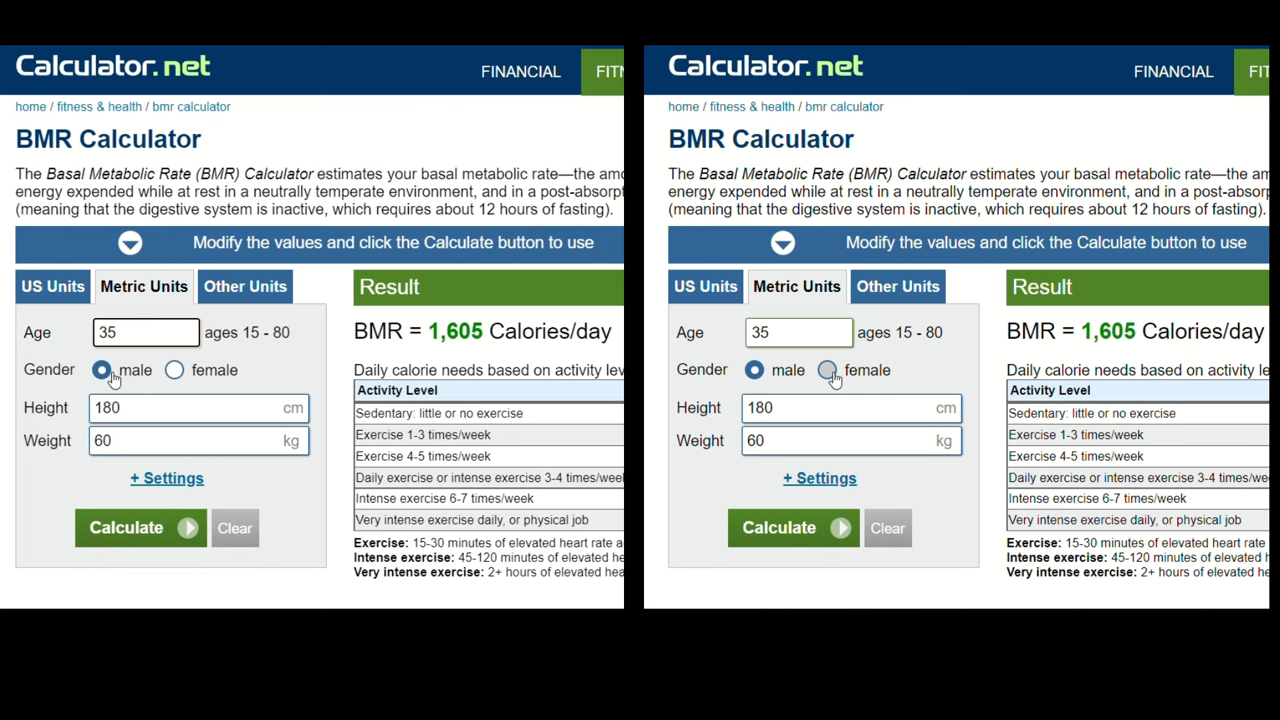 Calculator.net
FINANCIAL FITN
home / fitness & health / bmr calculator
BMR Calculator
The Basal Metabolic Rate (BMR) Calculator estimates your basal metabolic rate—the amo
energy expended while at rest in a neutrally temperate environment, and in a post-absorpt
(meaning that the digestive system is inactive, which requires about 12 hours of fasting).
Modify the values and click the Calculate button to use
US Units Metric Units Other Units
Age 35 ages 15 - 80
Gender male female
Height 180 cm
Weight 60 kg
+ Settings
Calculate Clear
Result
BMR = 1,605 Calories/day
Daily calorie needs based on activity lev
Activity Level
Sedentary: little or no exercise
Exercise 1-3 times/week
Exercise 4-5 times/week
Daily exercise or intense exercise 3-4 times/week
Intense exercise 6-7 times/week
Very intense exercise daily, or physical job
Exercise: 15-30 minutes of elevated heart rate a
Intense exercise: 45-120 minutes of elevated he
Very intense exercise: 2+ hours of elevated hea
Calculator.net
FINANCIAL FIT
home / fitness & health / bmr calculator
BMR Calculator
The Basal Metabolic Rate (BMR) Calculator estimates your basal metabolic rate—the am
energy expended while at rest in a neutrally temperate environment, and in a post-absorp
(meaning that the digestive system is inactive, which requires about 12 hours of fasting).
Modify the values and click the Calculate button to use
US Units Metric Units Other Units
Age 35 ages 15 - 80
Gender male female
Height 180 cm
Weight 60 kg
+ Settings
Calculate Clear
Result
BMR = 1,605 Calories/day
Daily calorie needs based on activity le
Activity Level
Sedentary: little or no exercise
Exercise 1-3 times/week
Exercise 4-5 times/week
Daily exercise or intense exercise 3-4 times/we
Intense exercise 6-7 times/week
Very intense exercise daily, or physical job
Exercise: 15-30 minutes of elevated heart rate
Intense exercise: 45-120 minutes of elevated h
Very intense exercise: 2+ hours of elevated he